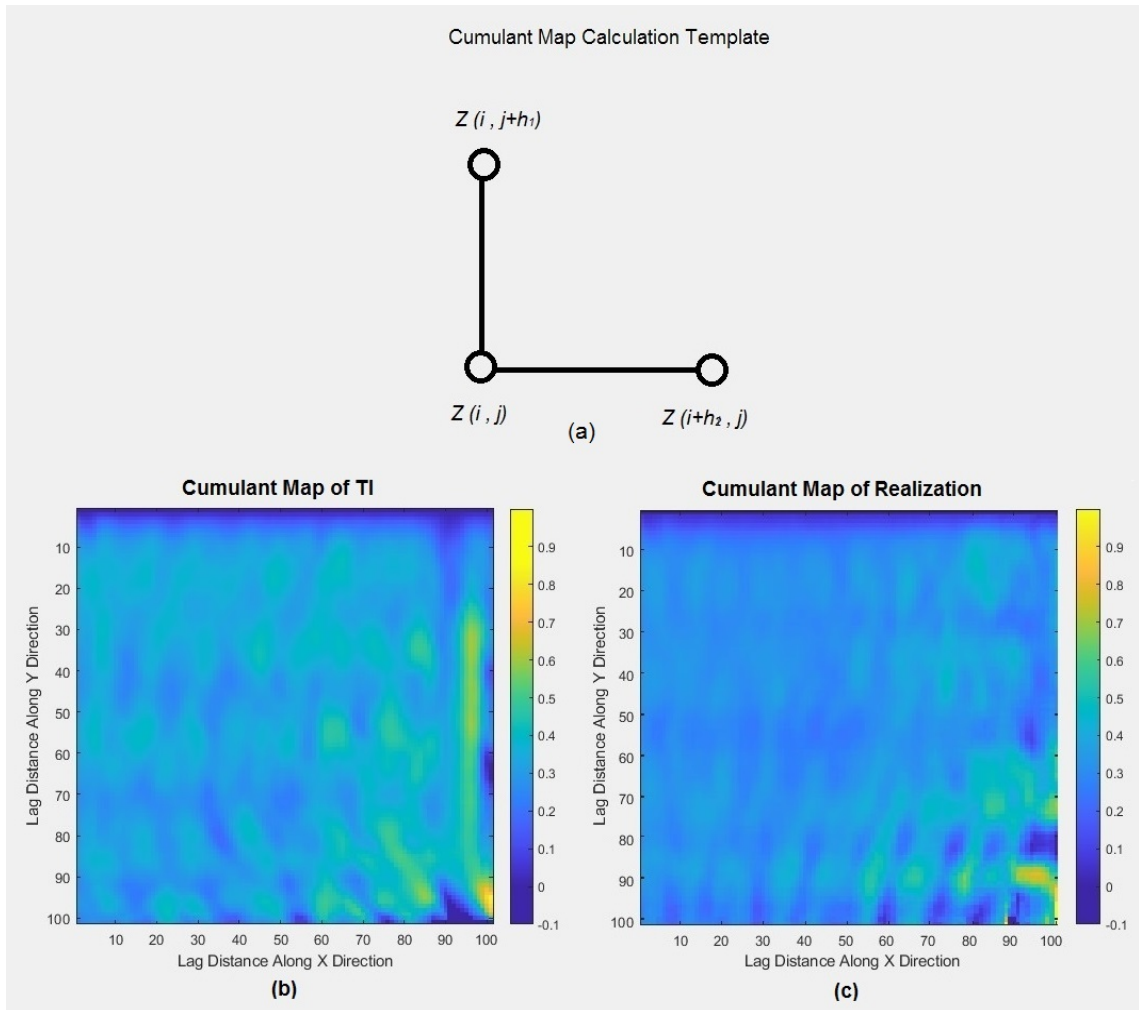 Cumulant Map Calculation Template
Z (i , j+h₁)
Z (i , j)
Z (i+h₂ , j)
(a)
Cumulant Map of TI
Lag Distance Along Y Direction
10
20
30
40
50
60
70
80
90
100
10 20 30 40 50 60 70 80 90 100
Lag Distance Along X Direction
0.9
0.8
0.7
0.6
0.5
0.4
0.3
0.2
0.1
0
-0.1
(b)
Cumulant Map of Realization
Lag Distance Along Y Direction
10
20
30
40
50
60
70
80
90
100
10 20 30 40 50 60 70 80 90 100
Lag Distance Along X Direction
0.9
0.8
0.7
0.6
0.5
0.4
0.3
0.2
0.1
0
-0.1
(c)